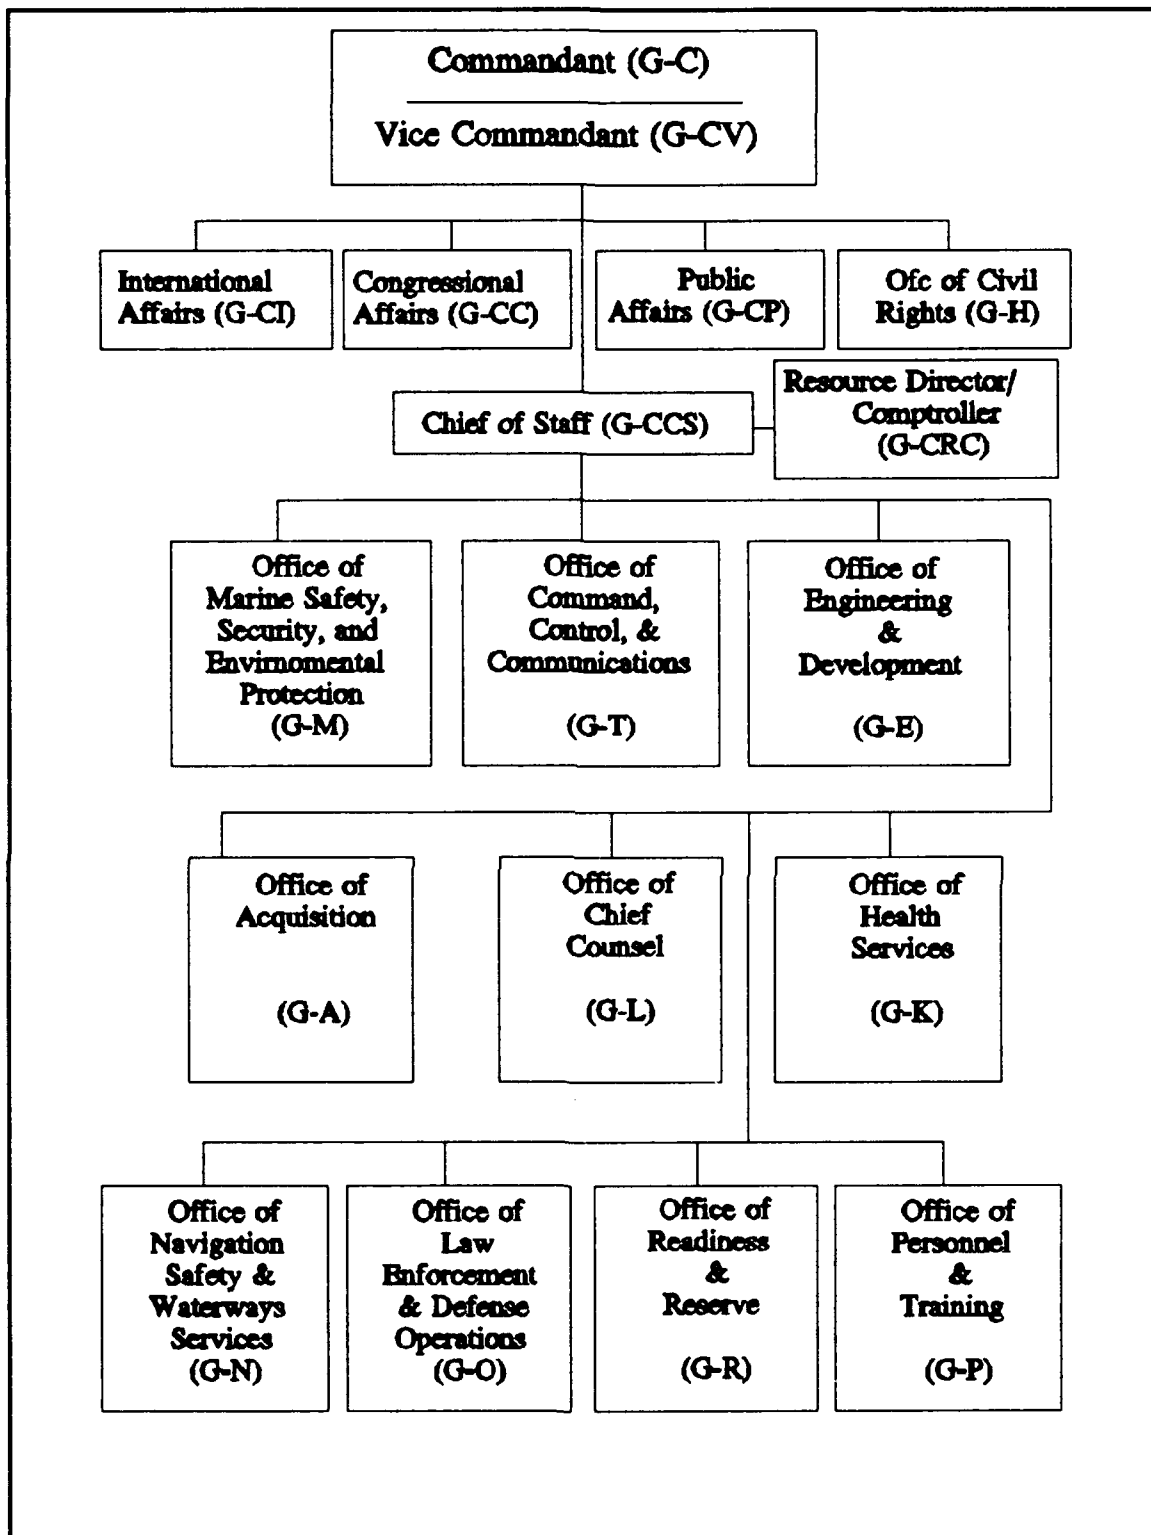 Commandant (G-C)
Vice Commandant (G-CV)
International
Affairs (G-CI)
Congressional
Affairs (G-CC)
Public
Affairs (G-CP)
Ofc of Civil
Rights (G-H)
Chief of Staff (G-CCS)
Resource Director/
Comptroller
(G-CRC)
Office of
Marine Safety,
Security, and
Envirnomental
Protection
(G-M)
Office of
Command,
Control, &
Communications
(G-T)
Office of
Engineering
&
Development
(G-E)
Office of
Acquisition
(G-A)
Office of
Chief
Counsel
(G-L)
Office of
Health
Services
(G-K)
Office of
Navigation
Safety &
Waterways
Services
(G-N)
Office of
Law
Enforcement
& Defense
Operations
(G-O)
Office of
Readiness
&
Reserve
(G-R)
Office of
Personnel
&
Training
(G-P)